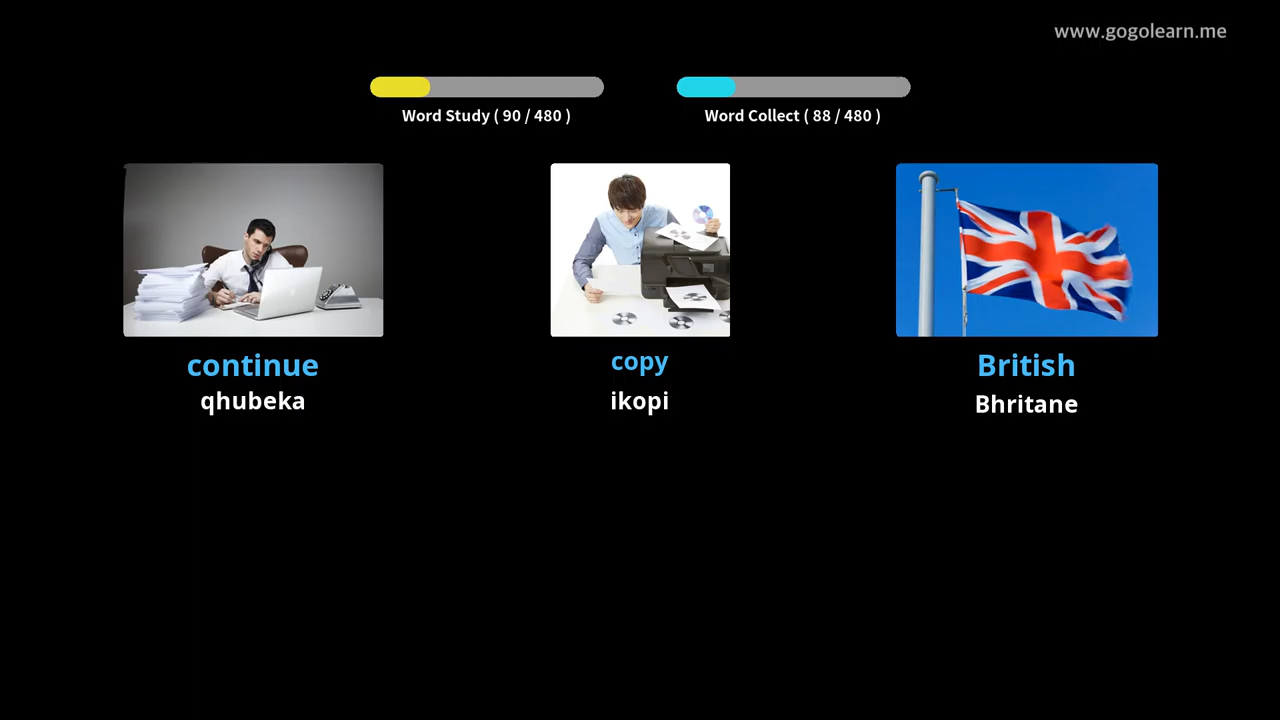 www.gogolearn.me
Word Study ( 90 / 480 )
Word Collect ( 88 / 480 )
continue
qhubeka
copy
ikopi
British
Bhritane